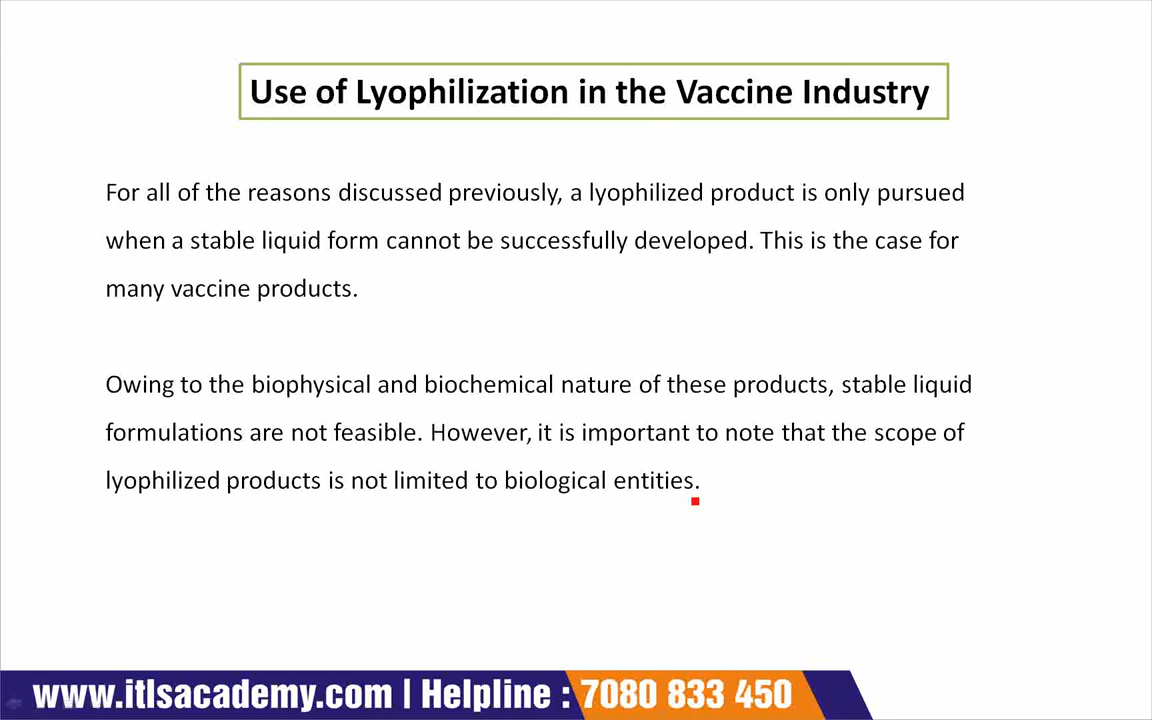 Use of Lyophilization in the Vaccine Industry
For all of the reasons discussed previously, a lyophilized product is only pursued
when a stable liquid form cannot be successfully developed. This is the case for
many vaccine products.
Owing to the biophysical and biochemical nature of these products, stable liquid
formulations are not feasible. However, it is important to note that the scope of
lyophilized products is not limited to biological entities.
www.itlsacademy.com | Helpline : 7080 833 450